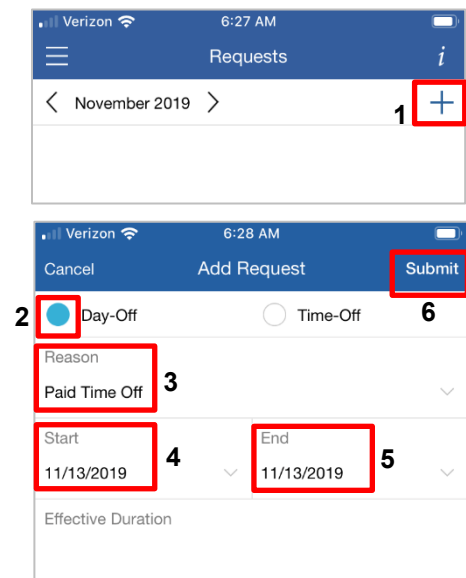 Verizon 6:27 AM
Requests i
November 2019 1 +
Verizon 6:28 AM
Cancel Add Request Submit
2 Day-Off Time-Off 6
Reason
Paid Time Off 3
Start End
11/13/2019 4 11/13/2019 5
Effective Duration